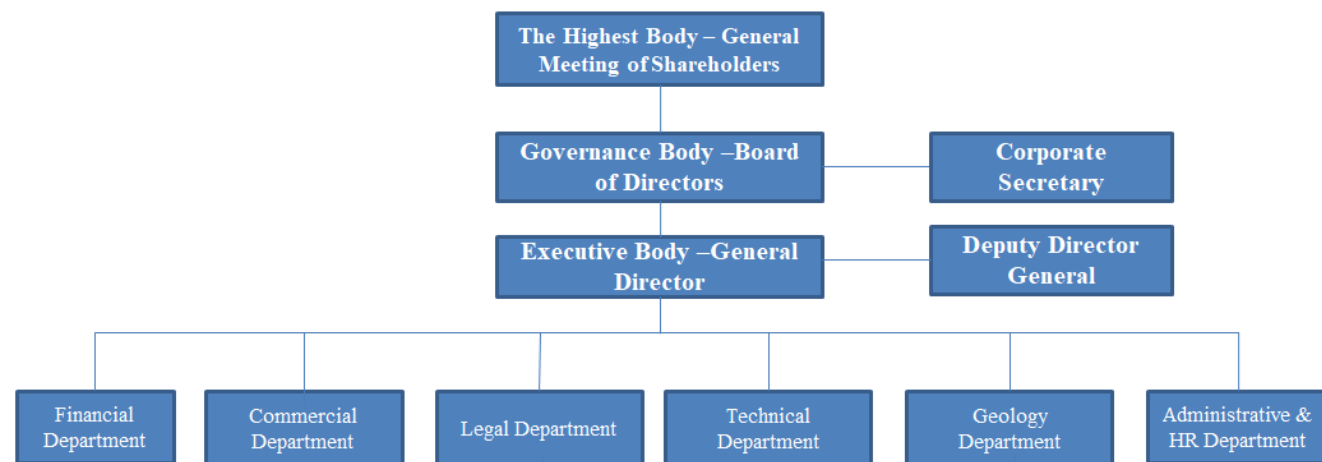 The Highest Body – General
Meeting of Shareholders
Governance Body –Board
of Directors
Corporate
Secretary
Executive Body –General
Director
Deputy Director
General
Financial
Department
Commercial
Department
Legal Department
Technical
Department
Geology
Department
Administrative &
HR Department